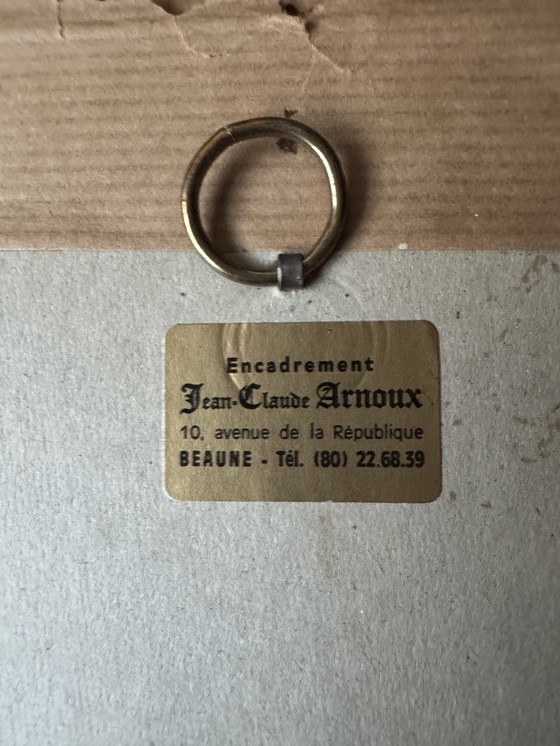 Encadrement
Jean-Claude Arnoux
10, avenue de la République
BEAUNE - Tél. (80) 22.68.39